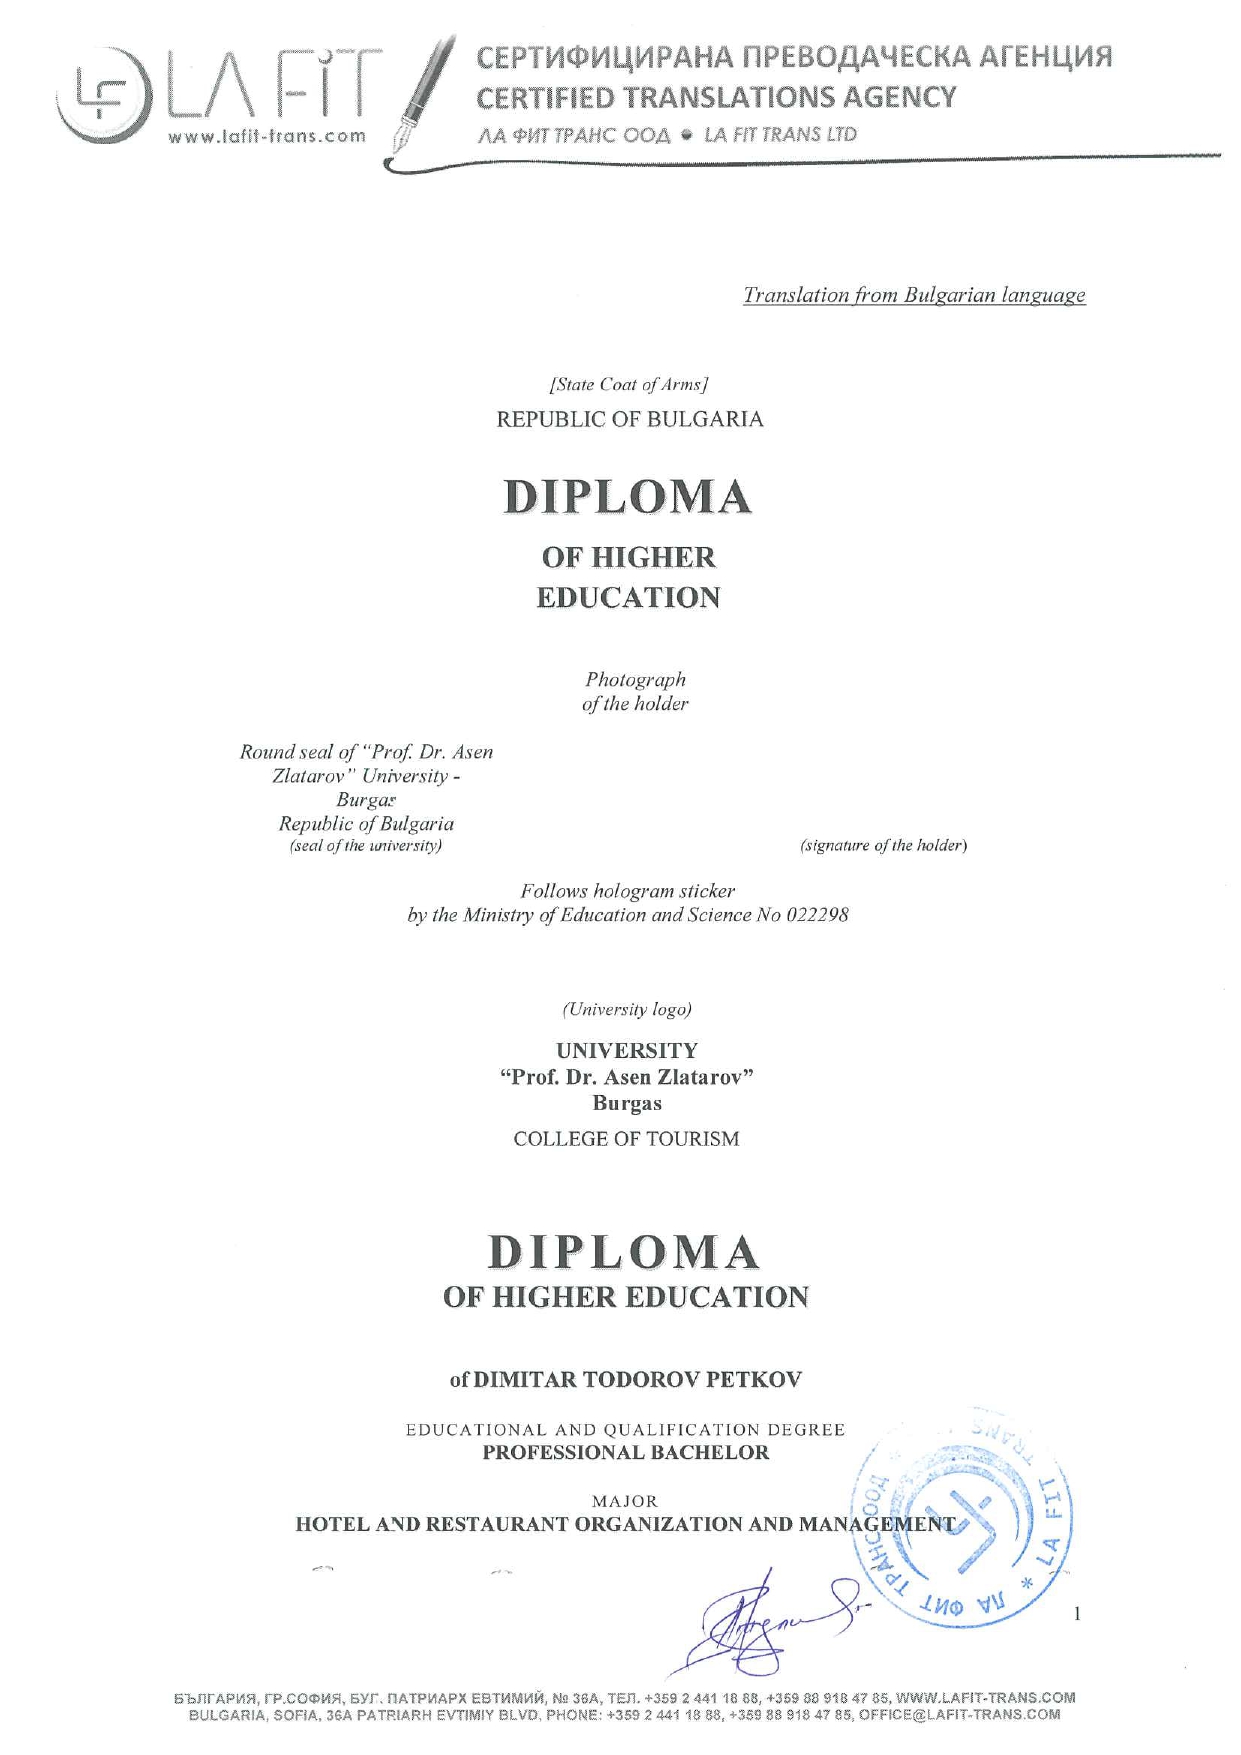 LA FiT
www.lafit-trans.com
СЕРТИФИЦИРАНА ПРЕВОДАЧЕСКА АГЕНЦИЯ
CERTIFIED TRANSLATIONS AGENCY
ЛА ФИТ ТРАНС ООД ● LA FIT TRANS LTD
Translation from Bulgarian language
[State Coat of Arms]
REPUBLIC OF BULGARIA
DIPLOMA
OF HIGHER
EDUCATION
Photograph
of the holder
Round seal of “Prof. Dr. Asen
Zlatarov” University -
Burgas
Republic of Bulgaria
(seal of the university)
(signature of the holder)
Follows hologram sticker
by the Ministry of Education and Science No 022298
(University logo)
UNIVERSITY
“Prof. Dr. Asen Zlatarov”
Burgas
COLLEGE OF TOURISM
DIPLOMA
OF HIGHER EDUCATION
of DIMITAR TODOROV PETKOV
EDUCATIONAL AND QUALIFICATION DEGREE
PROFESSIONAL BACHELOR
MAJOR
HOTEL AND RESTAURANT ORGANIZATION AND MANAGEMENT
* ЛА ФИТ ТРАНС ООД * LA FIT TRANS
1
БЪЛГАРИЯ, ГР.СОФИЯ, БУЛ. ПАТРИАРХ ЕВТИМИЙ, № 36А, ТЕЛ. +359 2 441 18 88, +359 88 918 47 85, WWW.LAFIT-TRANS.COM
BULGARIA, SOFIA, 36A PATRIARH EVTIMIY BLVD, PHONE: +359 2 441 18 88, +359 88 918 47 85, OFFICE@LAFIT-TRANS.COM